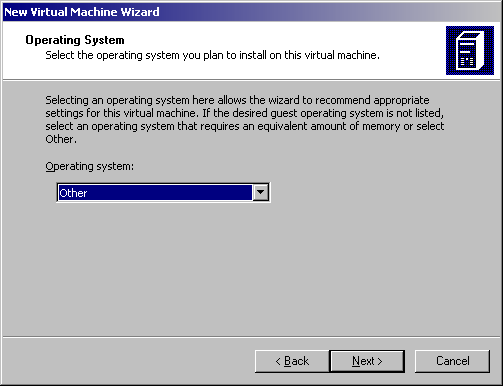 New Virtual Machine Wizard
Operating System
Select the operating system you plan to install on this virtual machine.
Selecting an operating system here allows the wizard to recommend appropriate
settings for this virtual machine. If the desired guest operating system is not listed,
select an operating system that requires an equivalent amount of memory or select
Other.
Operating system:
Other
< Back
Next >
Cancel